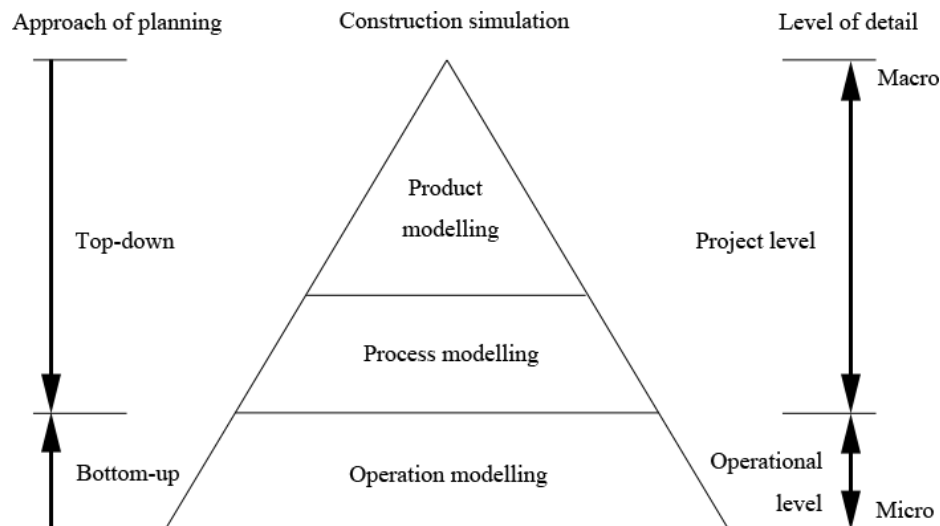 Approach of planning
Construction simulation
Level of detail
Macro
Product
modelling
Top-down
Project level
Process modelling
Bottom-up
Operation modelling
Operational
level
Micro